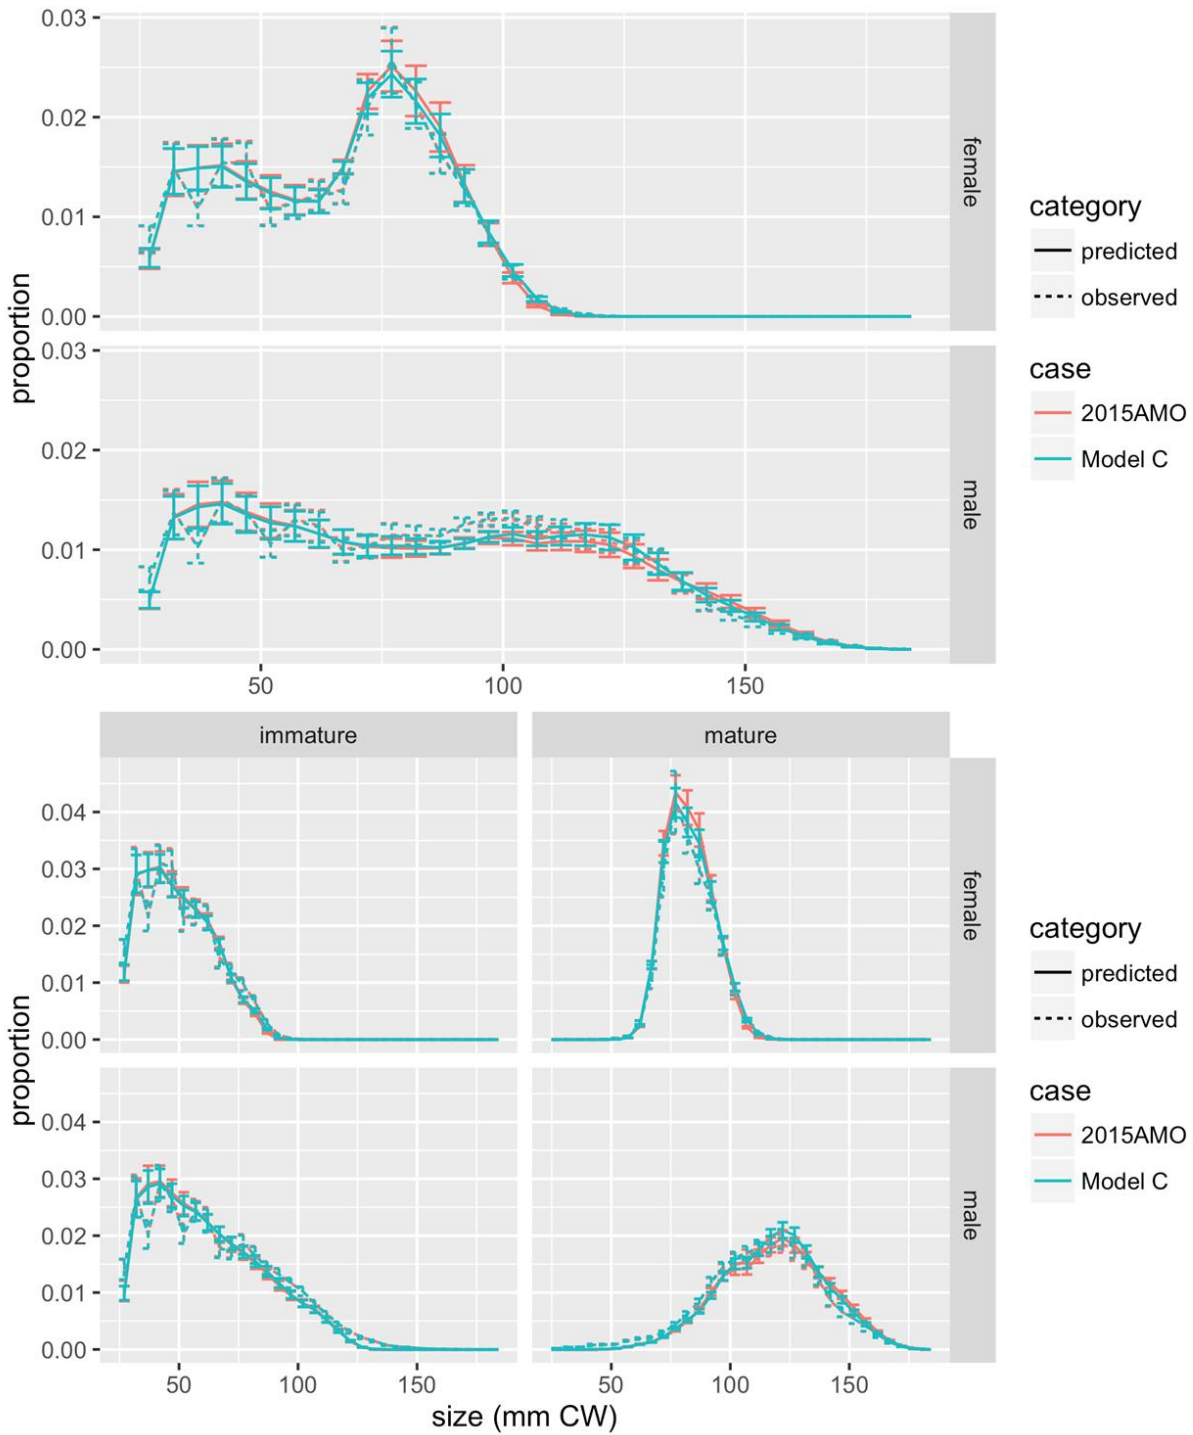 0.03
0.02
0.01
0.00
female
0.03
0.02
0.01
0.00
male
proportion
50 100 150
category
predicted
observed
case
2015AMO
Model C
immature mature
0.04
0.03
0.02
0.01
0.00
female
0.04
0.03
0.02
0.01
0.00
male
proportion
50 100 150 50 100 150
size (mm CW)
category
predicted
observed
case
2015AMO
Model C